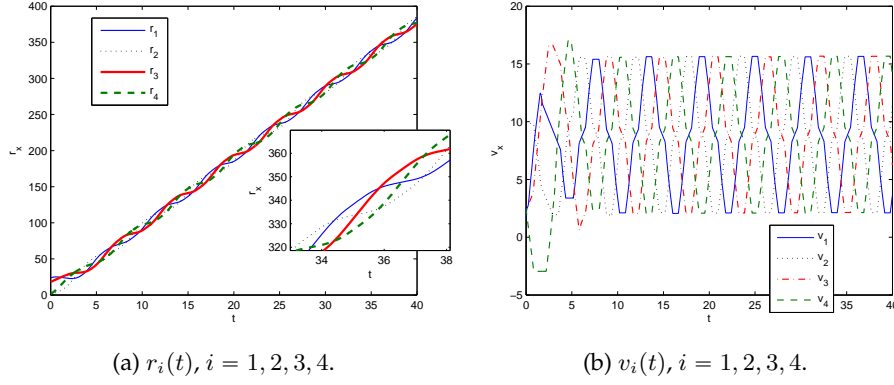 400
350
300
250
200
150
100
50
0
r_x
0 5 10 15 20 25 30 35 40
t
r_1
r_2
r_3
r_4
360
350
340
330
320
r_x
34 36 38
t
20
15
10
5
0
−5
v_x
0 5 10 15 20 25 30 35 40
t
v_1
v_2
v_3
v_4
(a) r_i(t), i = 1, 2, 3, 4.
(b) v_i(t), i = 1, 2, 3, 4.